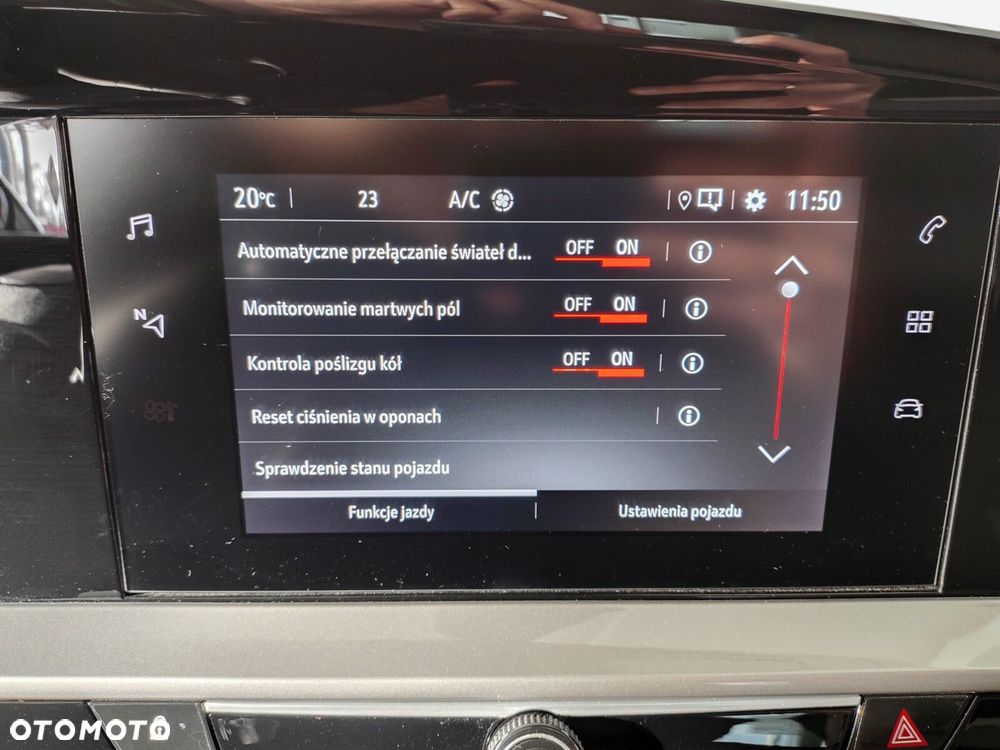 20°C 23 A/C 11:50
Automatyczne przełączanie świateł d... OFF ON
Monitorowanie martwych pól OFF ON
Kontrola poślizgu kół OFF ON
Reset ciśnienia w oponach
Sprawdzenie stanu pojazdu
Funkcje jazdy Ustawienia pojazdu
N
OTOMOTO